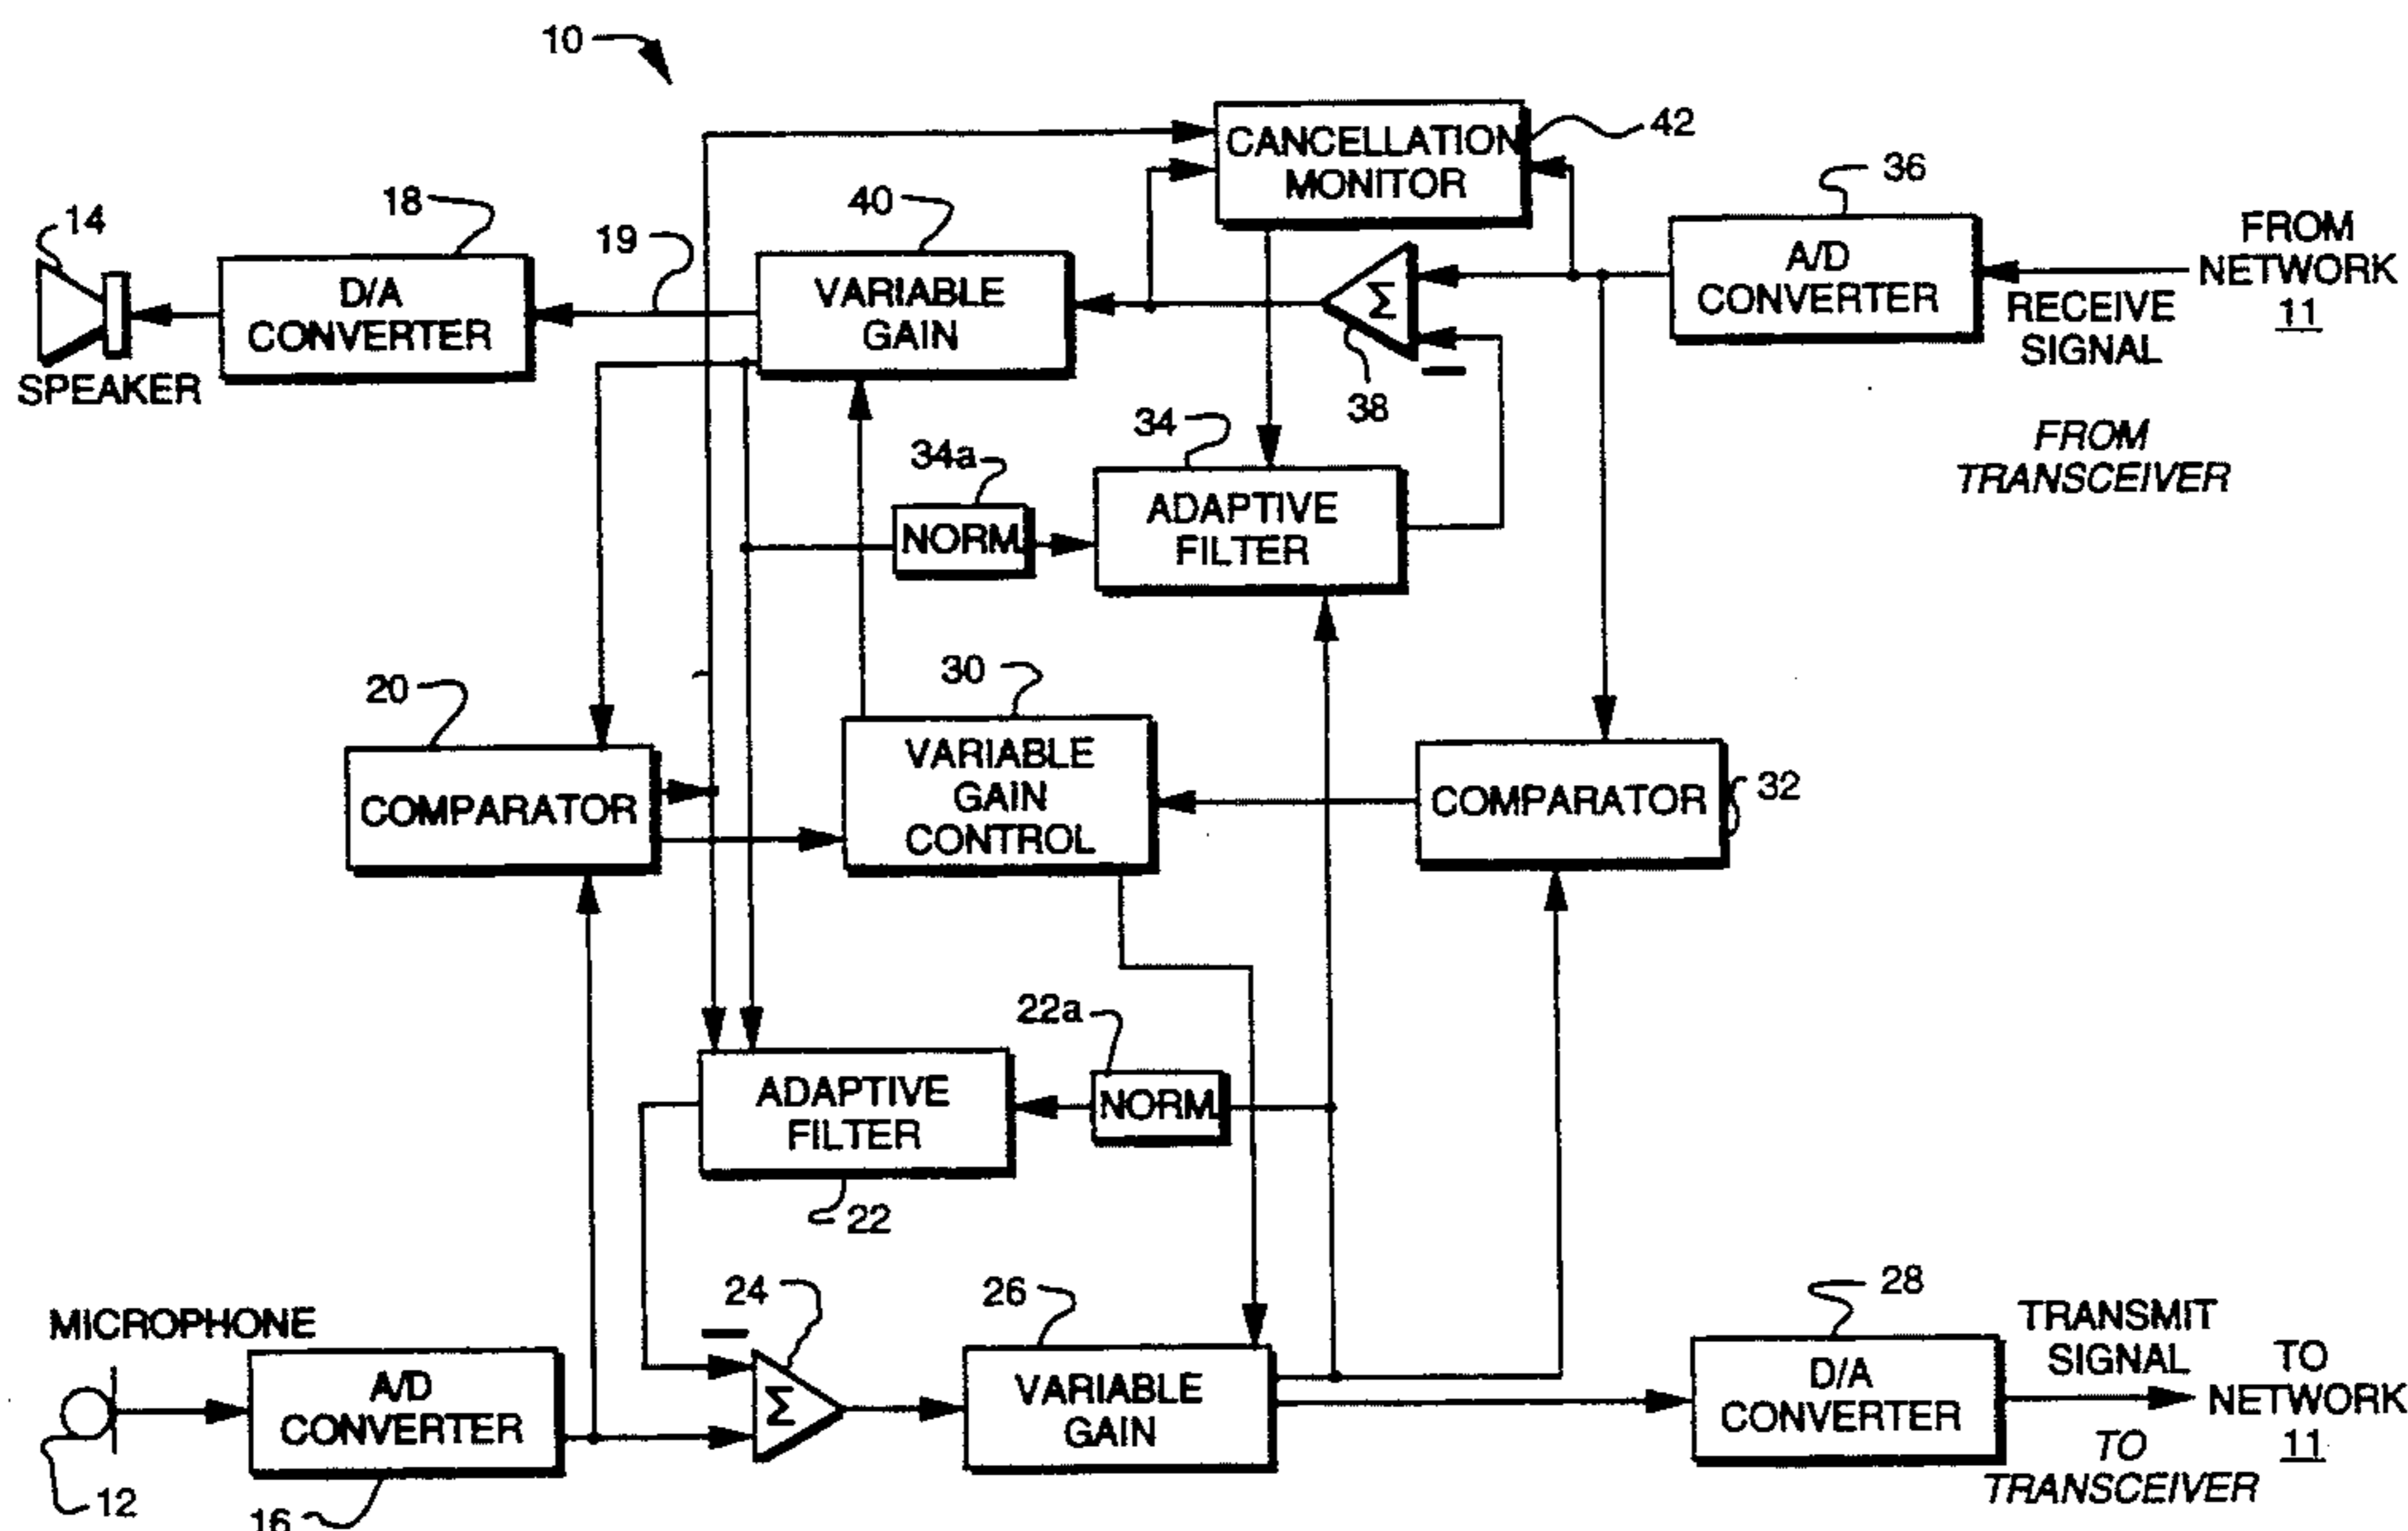 10
CANCELLATION
MONITOR
42
36
A/D
CONVERTER
FROM
NETWORK
11
RECEIVE
SIGNAL
FROM
TRANSCEIVER
14
SPEAKER
18
D/A
CONVERTER
19
40
VARIABLE
GAIN
Σ
38
34a
NORM.
34
ADAPTIVE
FILTER
20
COMPARATOR
30
VARIABLE
GAIN
CONTROL
COMPARATOR
32
22a
ADAPTIVE
FILTER
NORM.
22
MICROPHONE
12
A/D
CONVERTER
16
24
Σ
26
VARIABLE
GAIN
28
D/A
CONVERTER
TRANSMIT
SIGNAL
TO
NETWORK
11
TO
TRANSCEIVER